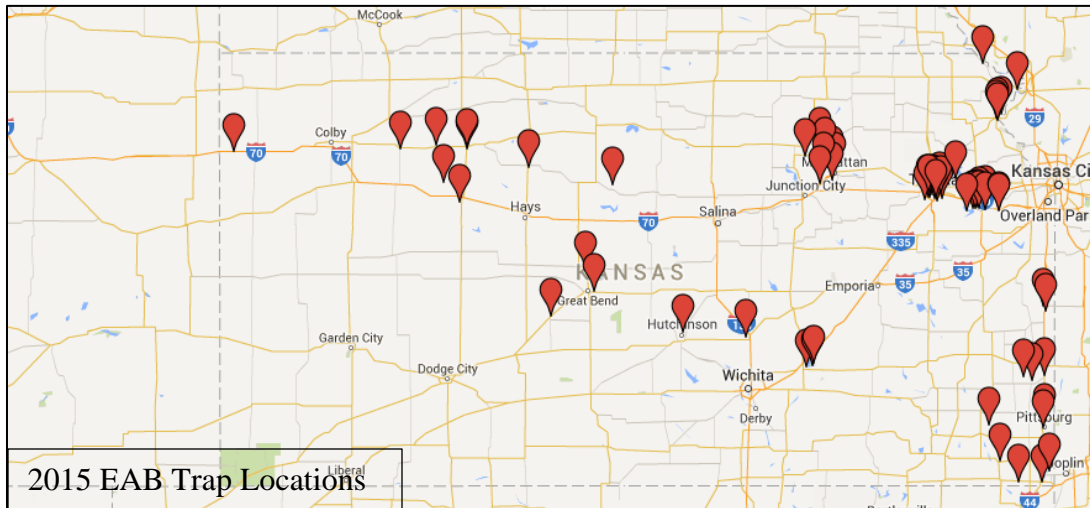 McCook
29
Colby
70
70
Manhattan
Kansas Ci
Junction City
Overland Par
Hays
Salina
70
335
KANSAS
35
Emporia
35
Great Bend
Hutchinson
Garden City
Dodge City
Wichita
Derby
Pittsburg
2015 EAB Trap Locations
Liberal
Joplin
44